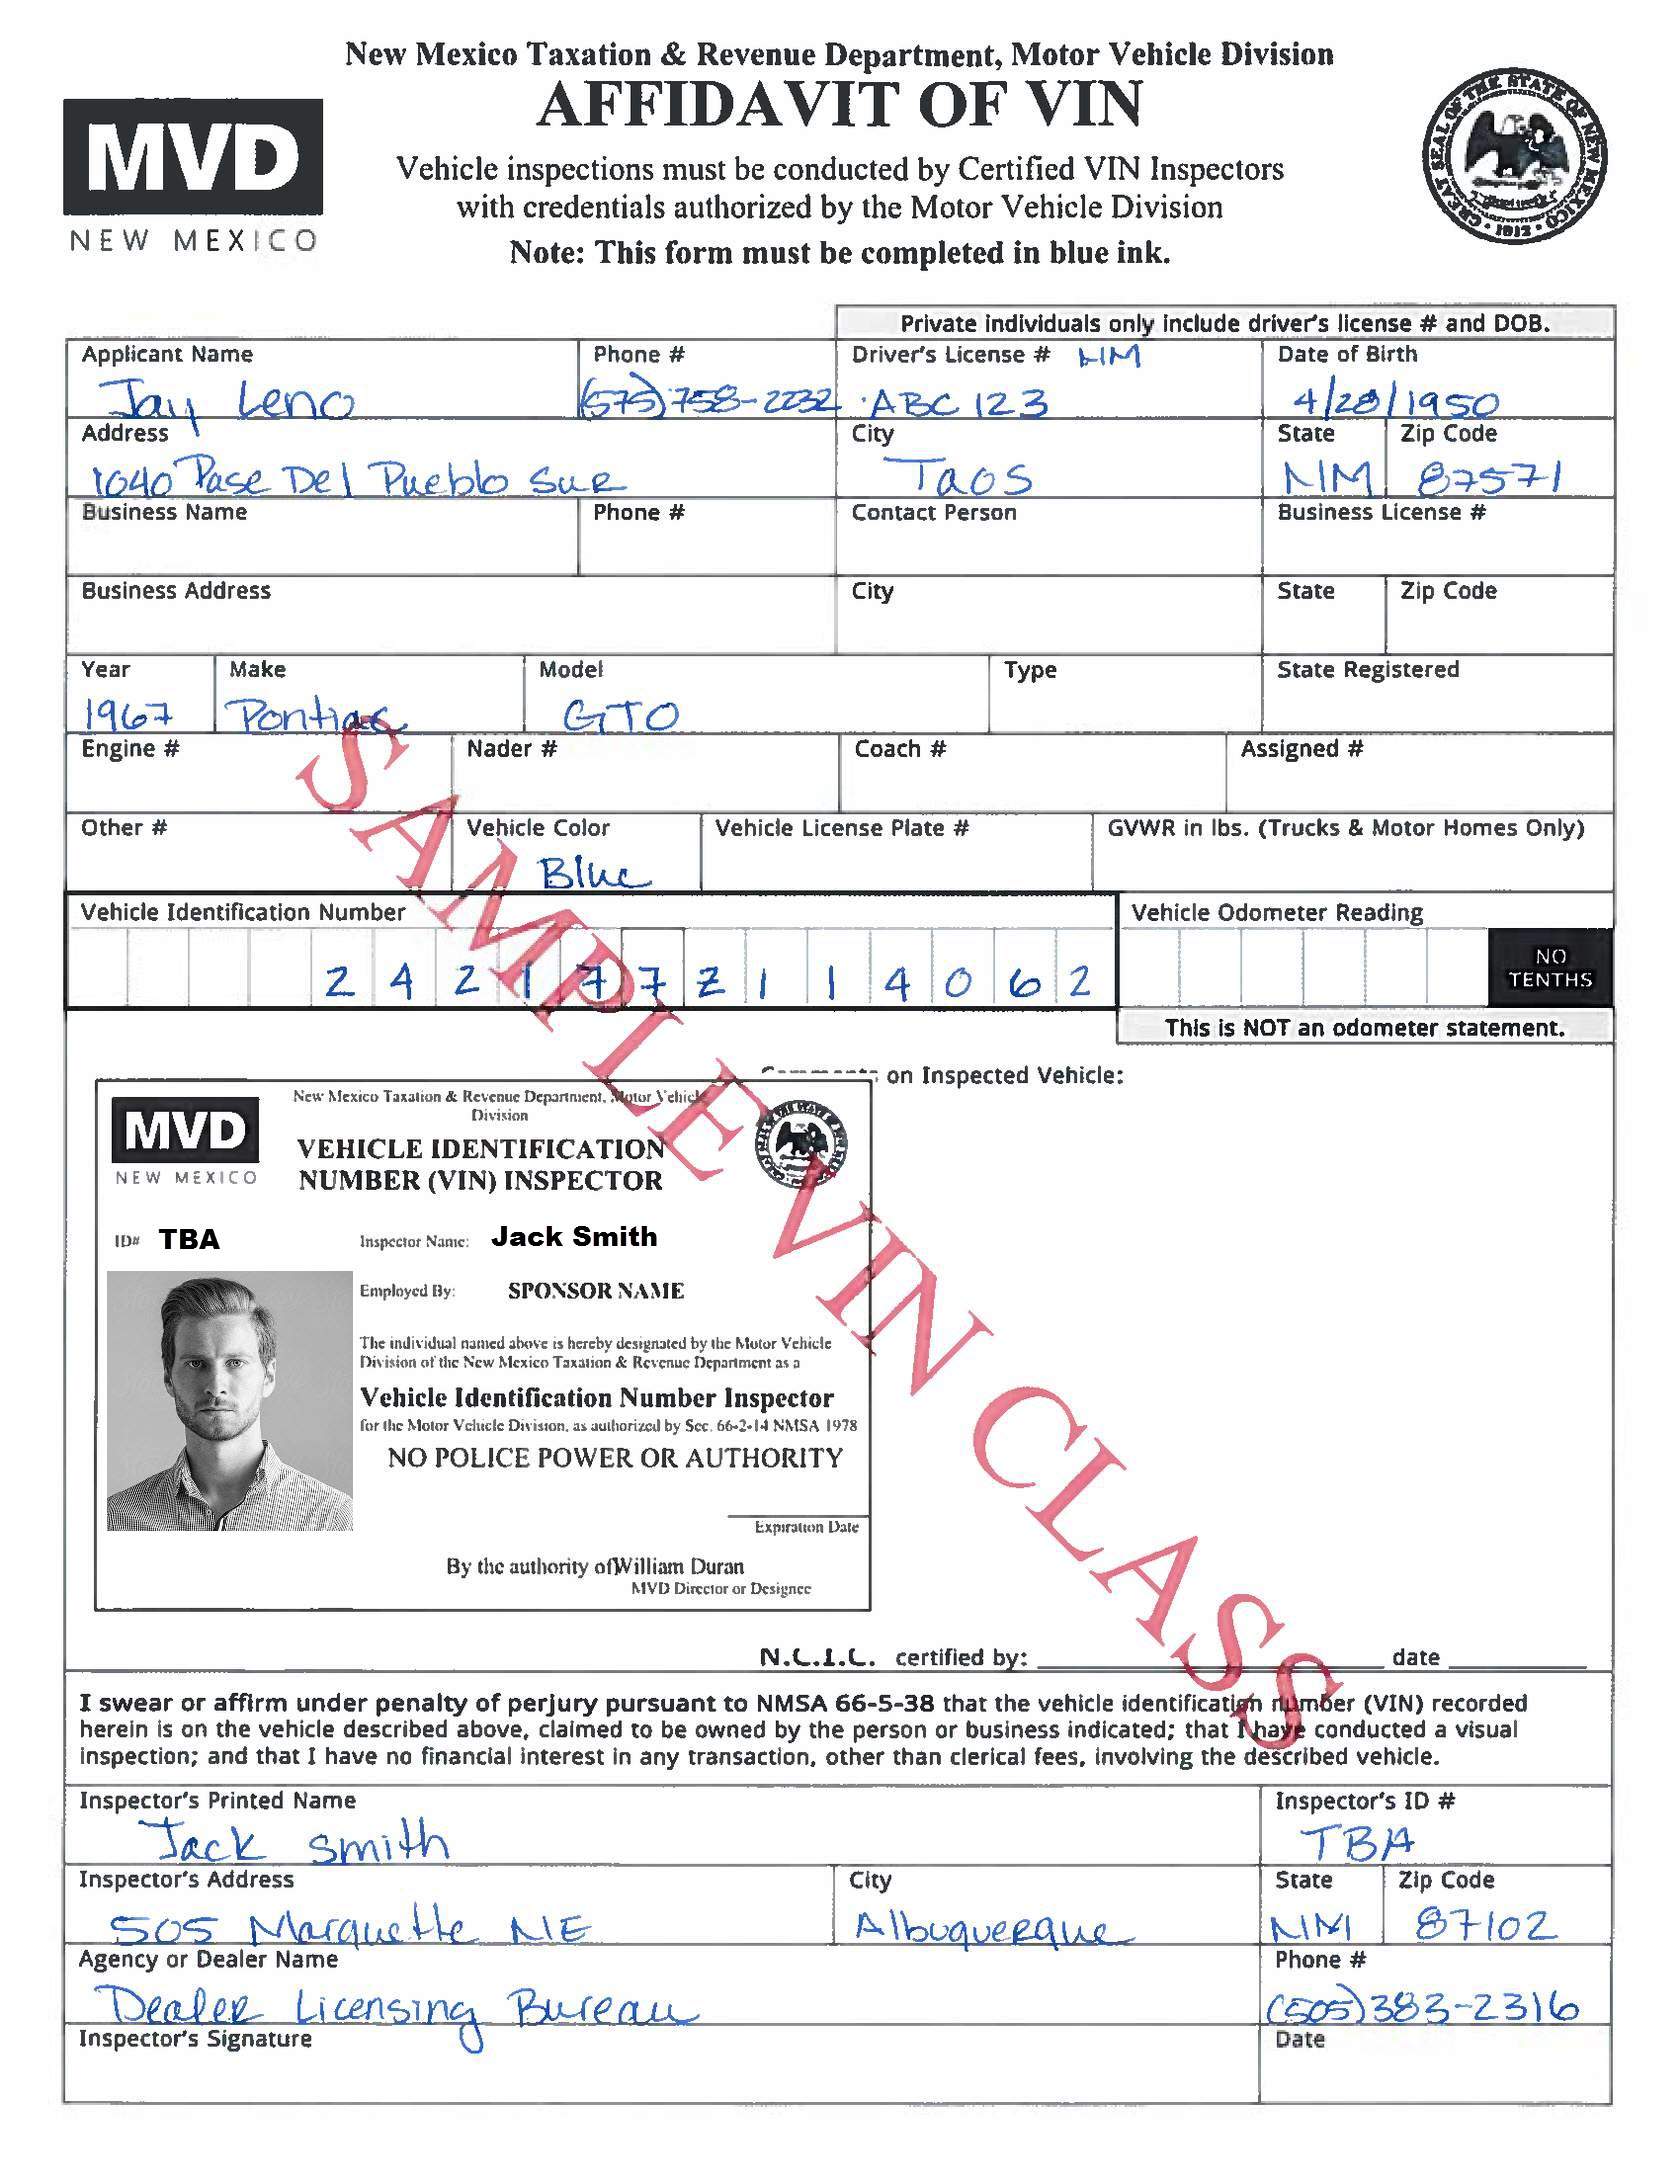 New Mexico Taxation & Revenue Department, Motor Vehicle Division
AFFIDAVIT OF VIN
MVD
NEW MEXICO
Vehicle inspections must be conducted by Certified VIN Inspectors
with credentials authorized by the Motor Vehicle Division
Note: This form must be completed in blue ink.
GREAT SEAL OF THE STATE OF NEW MEXICO
1912
Private individuals only include driver's license # and DOB.
Applicant Name Phone # Driver's License # NM Date of Birth
Jay Leno (575)758-2232 ABC 123 4/28/1950
Address City State Zip Code
1040 Pase Del Pueblo Sur Taos NM 87571
Business Name Phone # Contact Person Business License #
Business Address City State Zip Code
Year Make Model Type State Registered
1967 Pontiac GTO
Engine # Nader # Coach # Assigned #
Other # Vehicle Color Vehicle License Plate # GVWR in lbs. (Trucks & Motor Homes Only)
Blue
Vehicle Identification Number Vehicle Odometer Reading
2 4 2 1 7 7 Z 1 1 4 0 6 2 NO TENTHS
This is NOT an odometer statement.
on Inspected Vehicle:
New Mexico Taxation & Revenue Department, Motor Vehicle
Division
MVD
NEW MEXICO
VEHICLE IDENTIFICATION
NUMBER (VIN) INSPECTOR
ID# TBA Inspector Name: Jack Smith
Employed By: SPONSOR NAME
The individual named above is hereby designated by the Motor Vehicle
Division of the New Mexico Taxation & Revenue Department as a
Vehicle Identification Number Inspector
for the Motor Vehicle Division, as authorized by Sec. 66-2-14 NMSA 1978
NO POLICE POWER OR AUTHORITY
Expiration Date
By the authority of William Duran
MVD Director or Designee
SAMPLE VIN CLASS
N.C.I.C. certified by: date
I swear or affirm under penalty of perjury pursuant to NMSA 66-5-38 that the vehicle identification number (VIN) recorded
herein is on the vehicle described above, claimed to be owned by the person or business indicated; that I have conducted a visual
inspection; and that I have no financial interest in any transaction, other than clerical fees, involving the described vehicle.
Inspector's Printed Name Inspector's ID #
Jack Smith TBA
Inspector's Address City State Zip Code
505 Marquette NE Albuquerque NM 87102
Agency or Dealer Name Phone #
Dealer Licensing Bureau (505)383-2316
Inspector's Signature Date